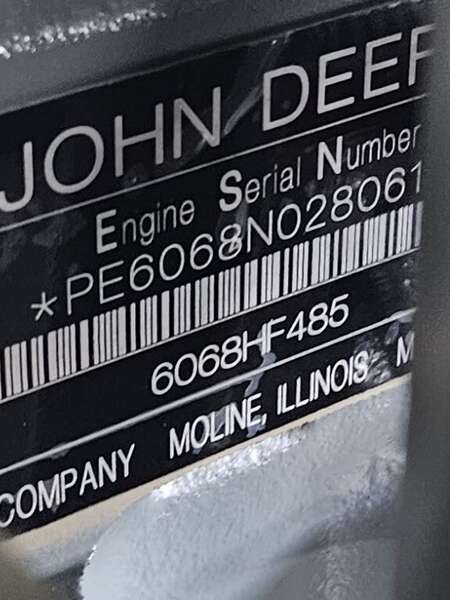 JOHN DEER
Engine Serial Number
*PE6068N028061
6068HF485
COMPANY MOLINE, ILLINOIS M